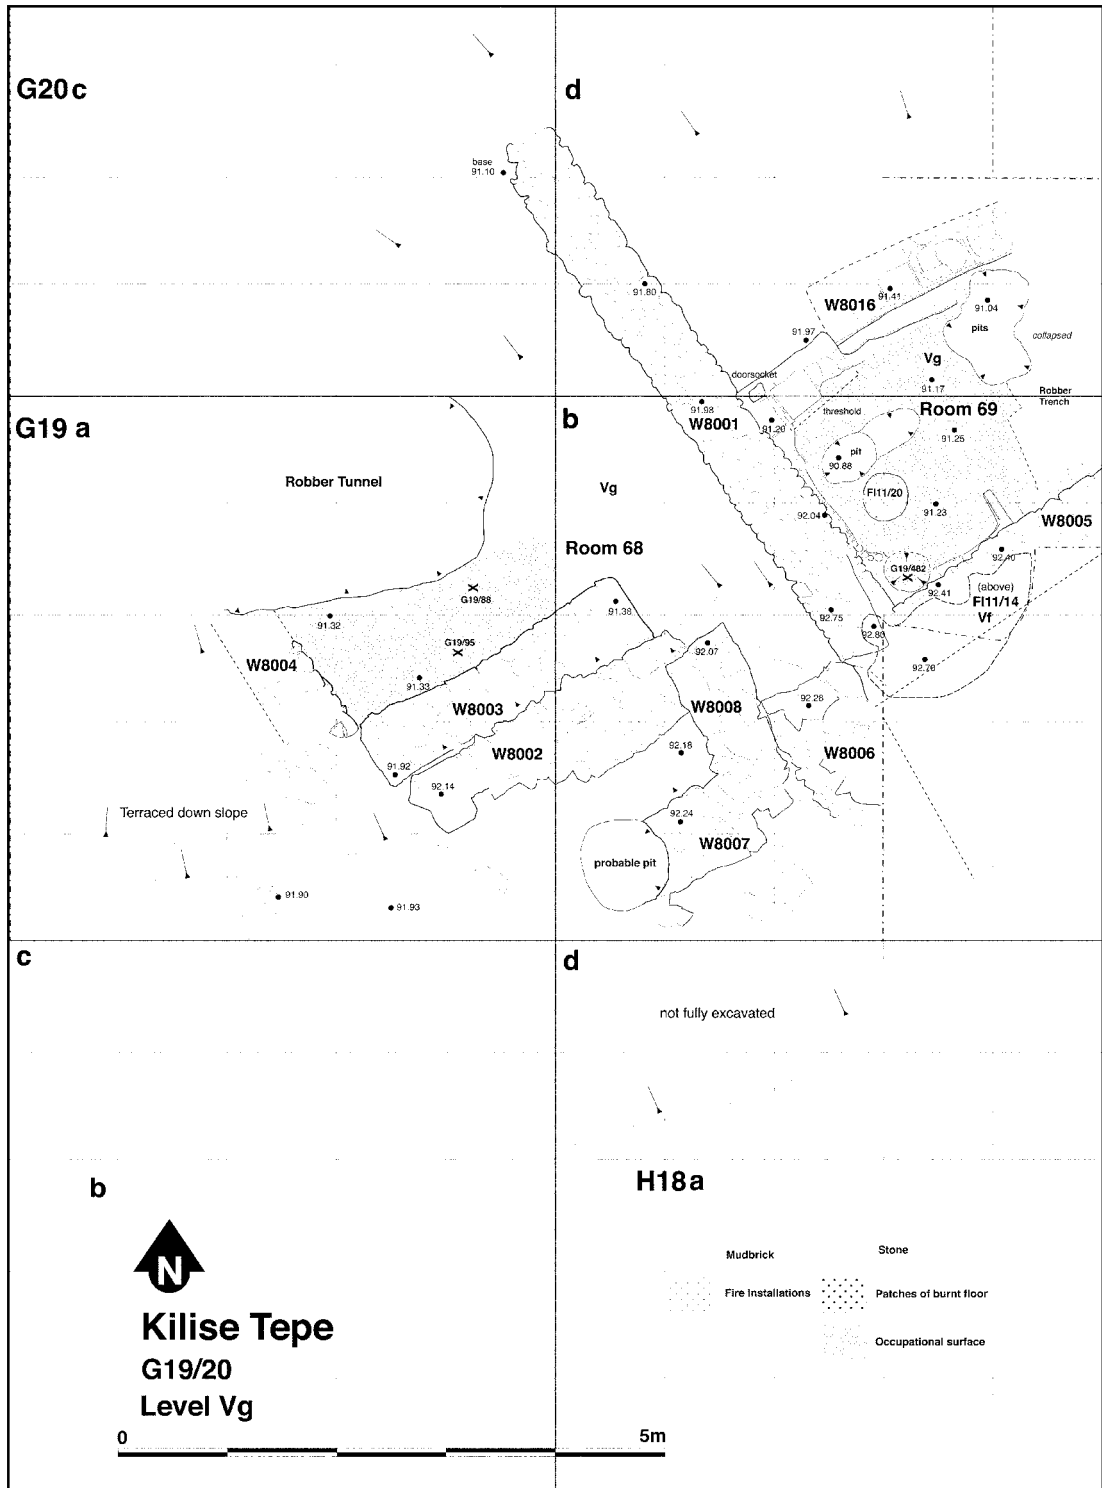 G20 c
d
base
91.10
91.80
W8016
91.41
91.04
pits
collapsed
91.97
Vg
91.17
doorsocket
Robber
Trench
G19 a
b
91.98
W8001
91.20
threshold
Room 69
91.25
pit
90.88
FI11/20
Robber Tunnel
Vg
91.23
92.04
W8005
Room 68
92.40
G19/482
G19/88
91.38
92.41
(above)
FI11/14
Vf
91.32
92.75
G19/95
92.07
W8004
91.33
W8003
W8008
92.28
W8002
92.18
W8006
91.92
92.14
Terraced down slope
92.24
W8007
probable pit
91.90
91.93
c
d
not fully excavated
b
H18 a
N
Mudbrick
Stone
Fire Installations
Patches of burnt floor
Occupational surface
Kilise Tepe
G19/20
Level Vg
0
5m